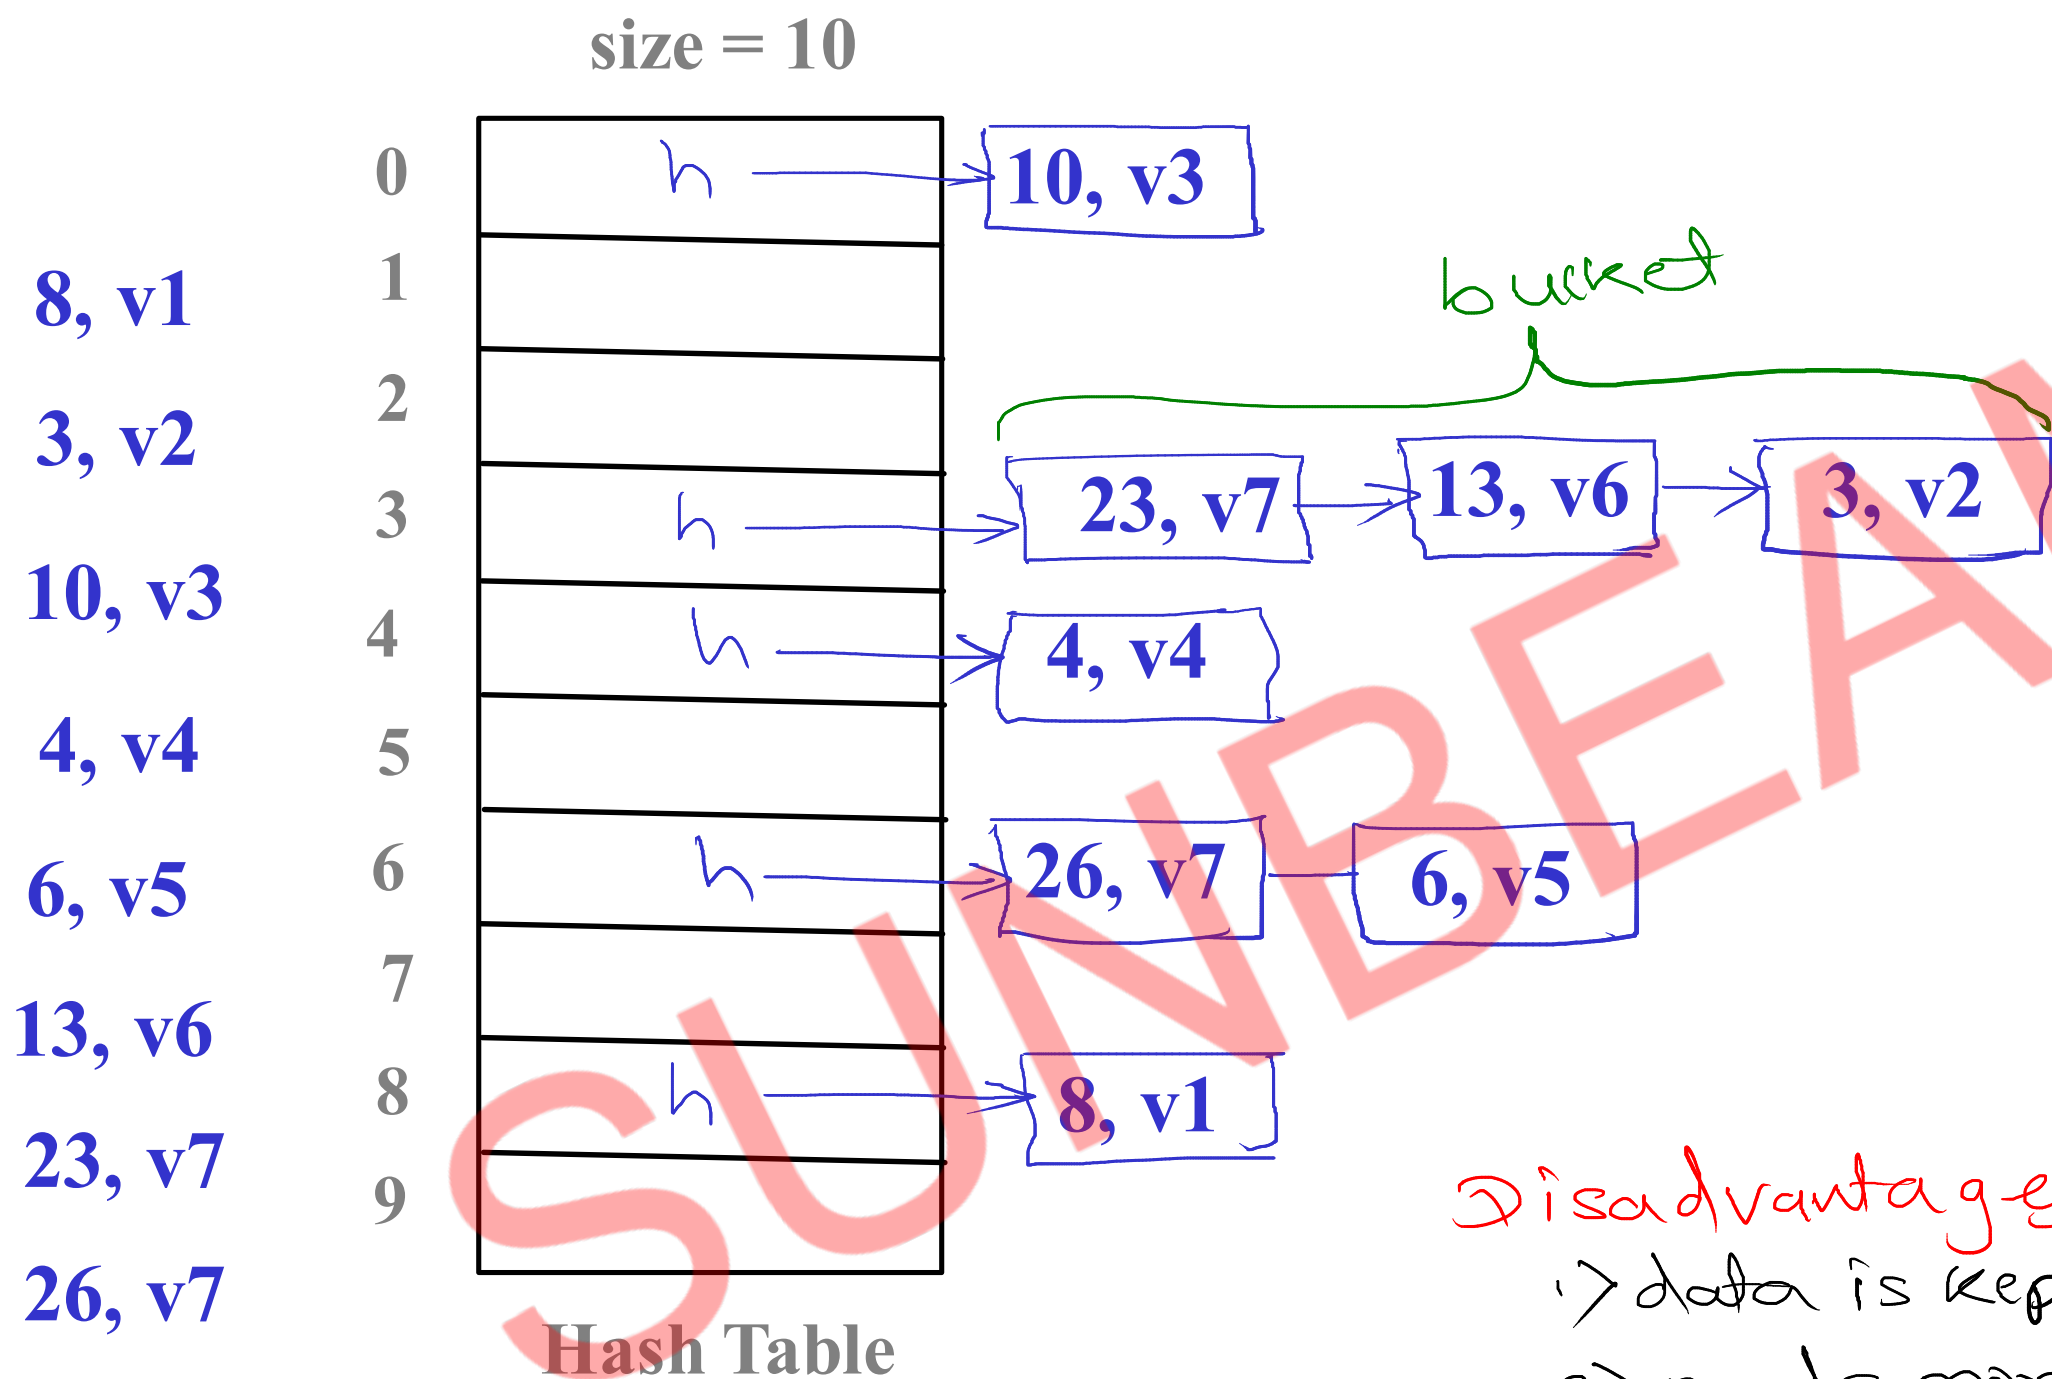 size = 10
8, v1
3, v2
10, v3
4, v4
6, v5
13, v6
23, v7
26, v7
0 h 10, v3
1
2
bucket
3 h 23, v7 13, v6 3, v2
4 h 4, v4
5
6 h 26, v7 6, v5
7
8 h 8, v1
9
Hash Table
SUNBEA
Disadvantage
1> data is kep